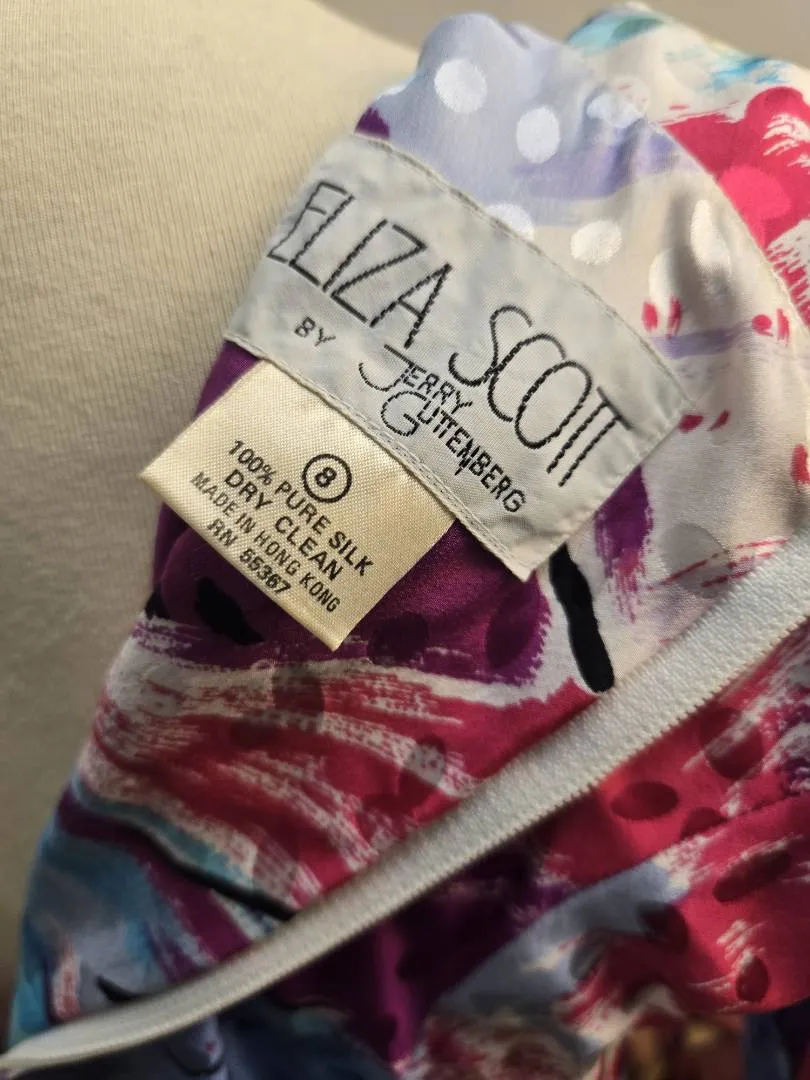 ELIZA SCOTT
BY JERRY
GUTTENBERG
8
100% PURE SILK
DRY CLEAN
MADE IN HONG KONG
RN 55367